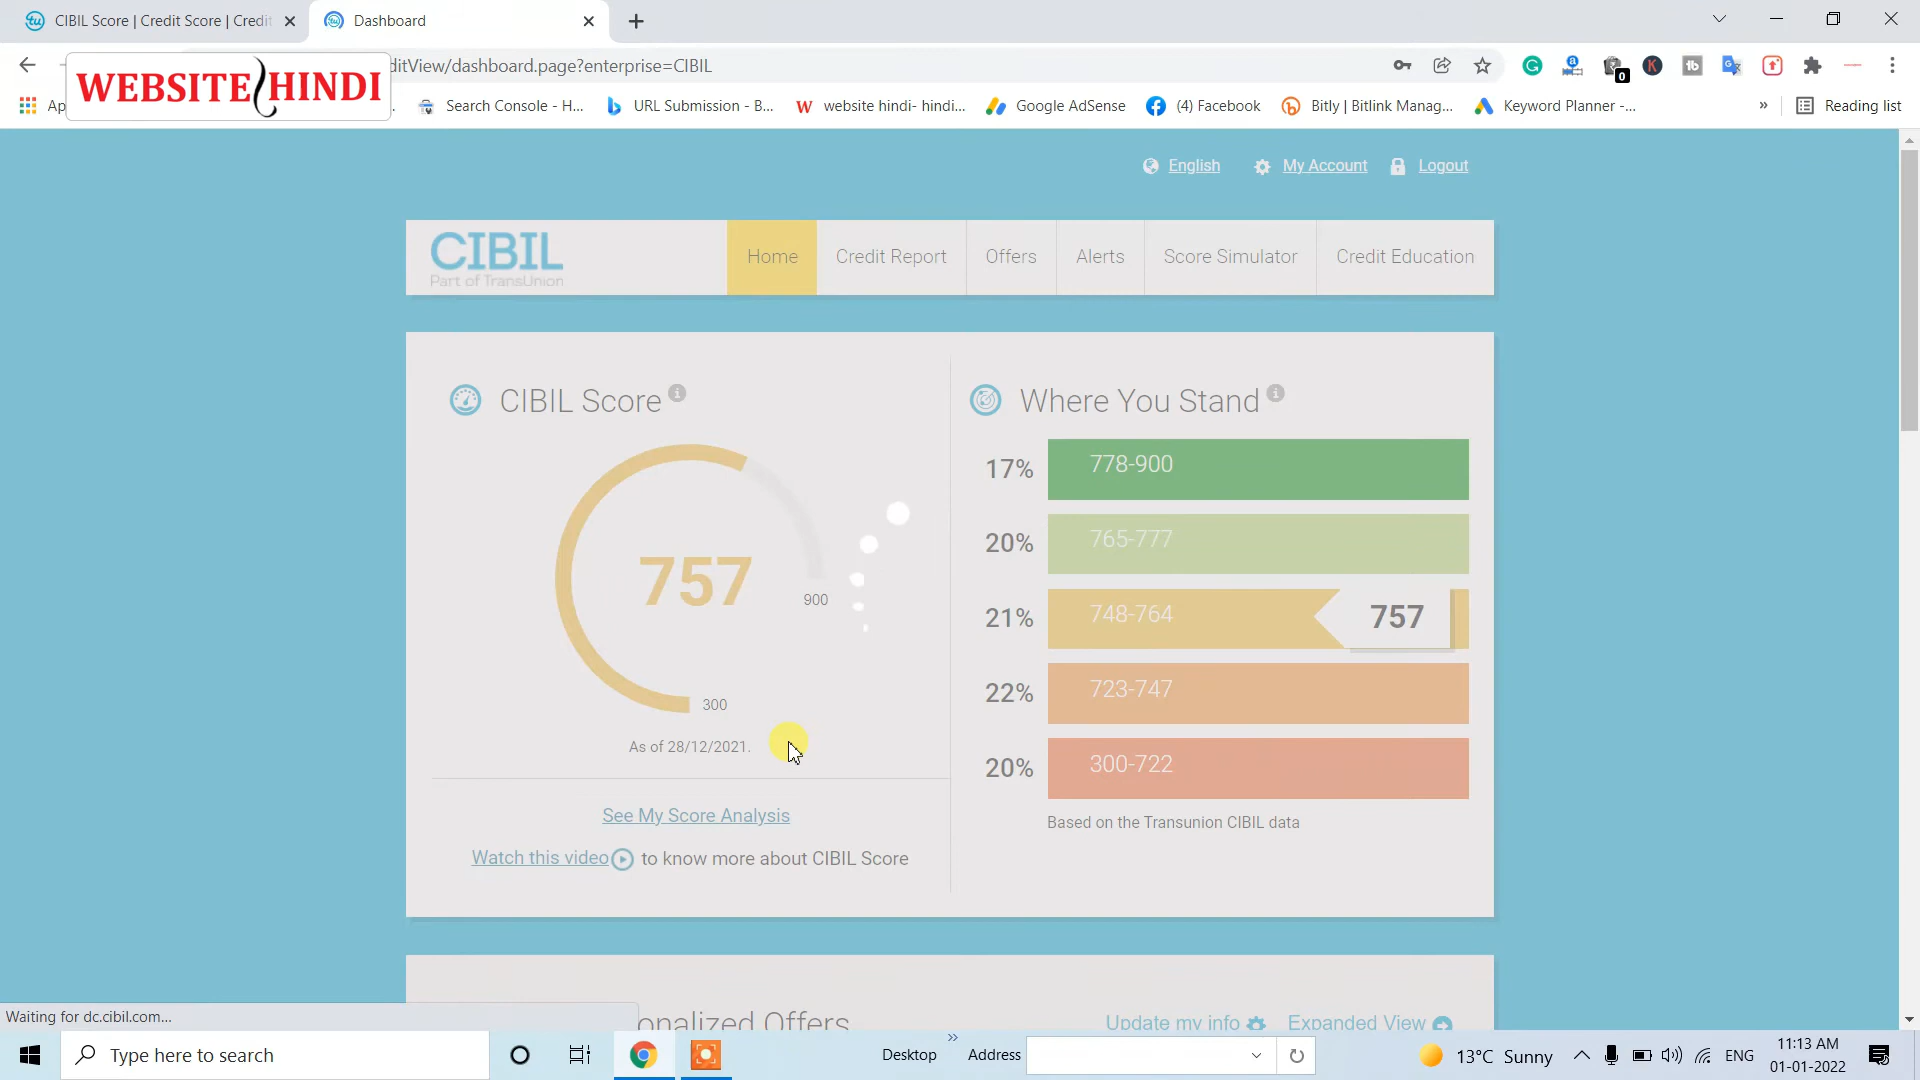 CIBIL Score | Credit Score | Credit
Dashboard
WEBSITE HINDI
ditView/dashboard.page?enterprise=CIBIL
0
Ap
Search Console - H...
URL Submission - B...
website hindi- hindi...
Google AdSense
(4) Facebook
Bitly | Bitlink Manag...
Keyword Planner -...
»
Reading list
English
My Account
Logout
CIBIL
Part of TransUnion
Home
Credit Report
Offers
Alerts
Score Simulator
Credit Education
CIBIL Score
757
900
300
As of 28/12/2021.
See My Score Analysis
Watch this video to know more about CIBIL Score
Where You Stand
17% 778-900
20% 765-777
21% 748-764 757
22% 723-747
20% 300-722
Based on the Transunion CIBIL data
onalized Offers
Update my info
Expanded View
Waiting for dc.cibil.com...
Type here to search
Desktop
»
Address
13°C Sunny
ENG
11:13 AM
01-01-2022